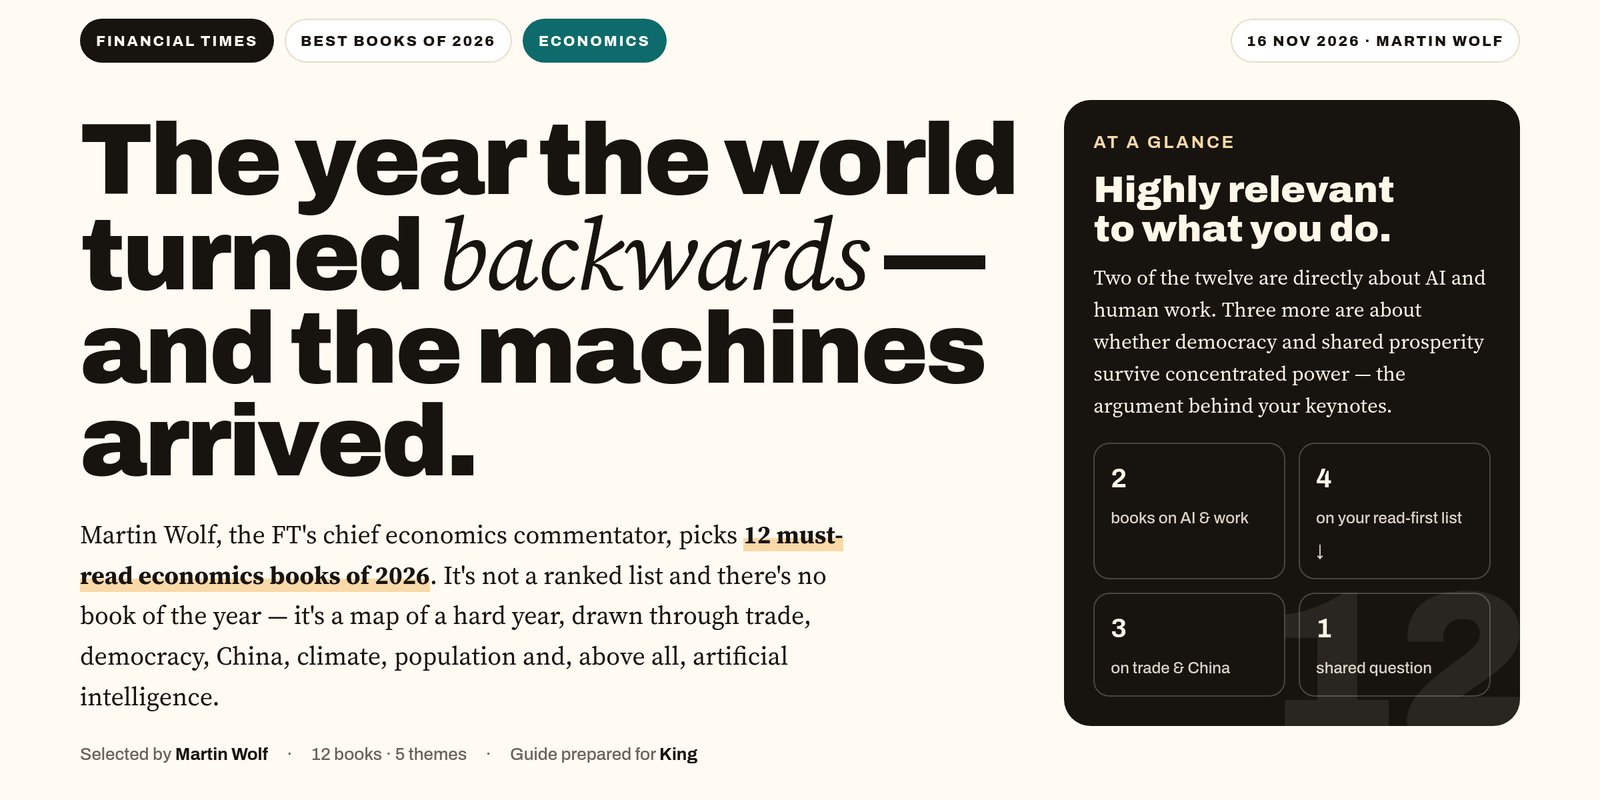 FINANCIAL TIMES
BEST BOOKS OF 2026
ECONOMICS
16 NOV 2026 · MARTIN WOLF
The year the world
turned backwards —
and the machines
arrived.
Martin Wolf, the FT's chief economics commentator, picks 12 must-
read economics books of 2026. It's not a ranked list and there's no
book of the year — it's a map of a hard year, drawn through trade,
democracy, China, climate, population and, above all, artificial
intelligence.
Selected by Martin Wolf · 12 books · 5 themes · Guide prepared for King
AT A GLANCE
Highly relevant
to what you do.
Two of the twelve are directly about AI and
human work. Three more are about
whether democracy and shared prosperity
survive concentrated power — the
argument behind your keynotes.
2
books on AI & work
4
on your read-first list
↓
3
on trade & China
1
shared question
12